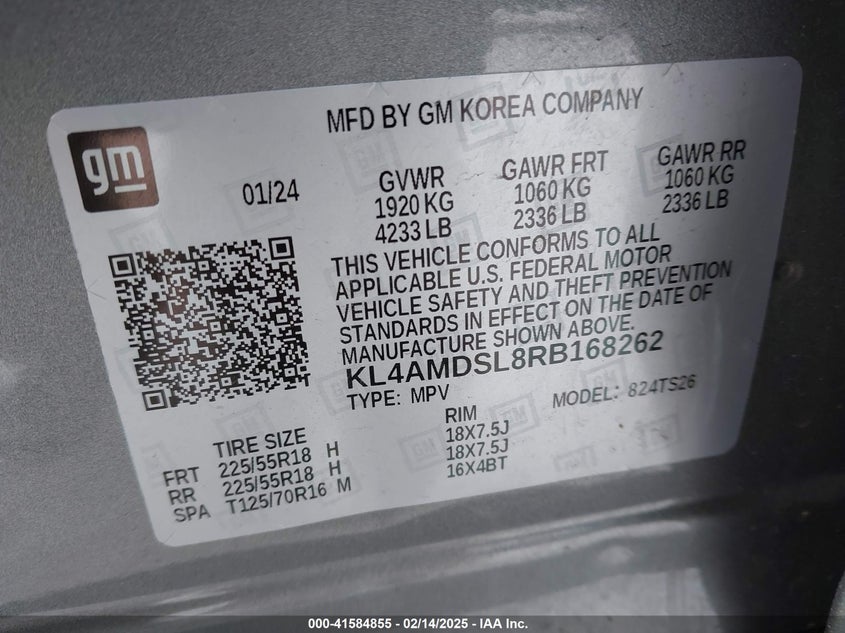 MFD BY GM KOREA COMPANY
gm
01/24
GVWR
1920 KG
4233 LB
GAWR FRT
1060 KG
2336 LB
GAWR RR
1060 KG
2336 LB
THIS VEHICLE CONFORMS TO ALL
APPLICABLE U.S. FEDERAL MOTOR
VEHICLE SAFETY AND THEFT PREVENTION
STANDARDS IN EFFECT ON THE DATE OF
MANUFACTURE SHOWN ABOVE.
KL4AMDSL8RB168262
TYPE: MPV
MODEL: 824TS26
TIRE SIZE
RIM
FRT 225/55R18 H 18X7.5J
RR 225/55R18 H 18X7.5J
SPA T125/70R16 M 16X4BT
000-41584855 - 02/14/2025 - IAA Inc.